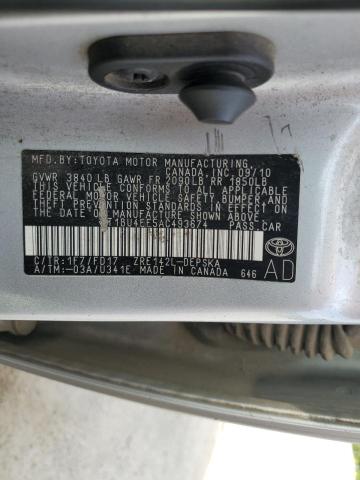 MFD.BY:TOYOTA MOTOR MANUFACTURING,
CANADA, INC. 09/10
GVWR 3840 LB GAWR FR 2090LB RR 1850LB
THIS VEHICLE CONFORMS TO ALL APPLICABLE
FEDERAL MOTOR VEHICLE SAFETY, BUMPER, AND
THEFT PREVENTION STANDARDS IN EFFECT ON
THE DATE OF MANUFACTURE SHOWN ABOVE.
PASS.CAR
C/TR:1F7/FD17 ZRE142L-DEPSKA
A/TM:-03A/U341E MADE IN CANADA 646
AD